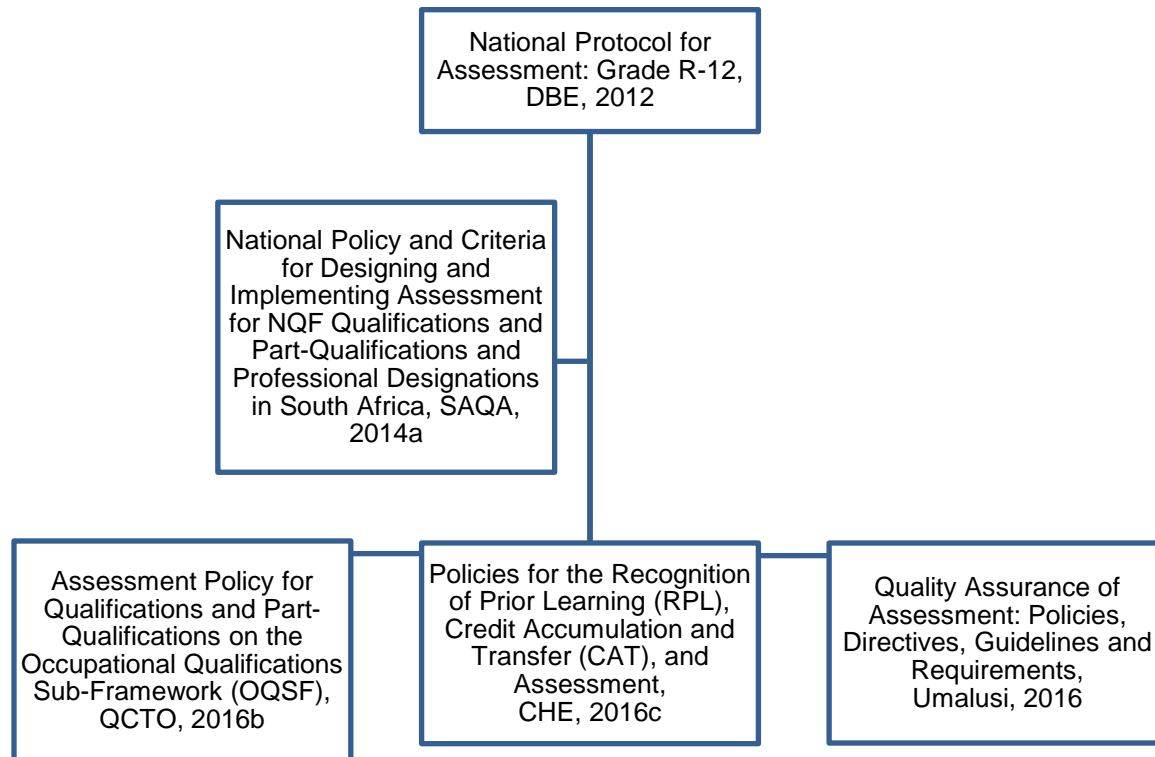 National Protocol for
Assessment: Grade R-12,
DBE, 2012
National Policy and Criteria
for Designing and
Implementing Assessment
for NQF Qualifications and
Part-Qualifications and
Professional Designations
in South Africa, SAQA,
2014a
Assessment Policy for
Qualifications and Part-
Qualifications on the
Occupational Qualifications
Sub-Framework (OQSF),
QCTO, 2016b
Policies for the Recognition
of Prior Learning (RPL),
Credit Accumulation and
Transfer (CAT), and
Assessment,
CHE, 2016c
Quality Assurance of
Assessment: Policies,
Directives, Guidelines and
Requirements,
Umalusi, 2016